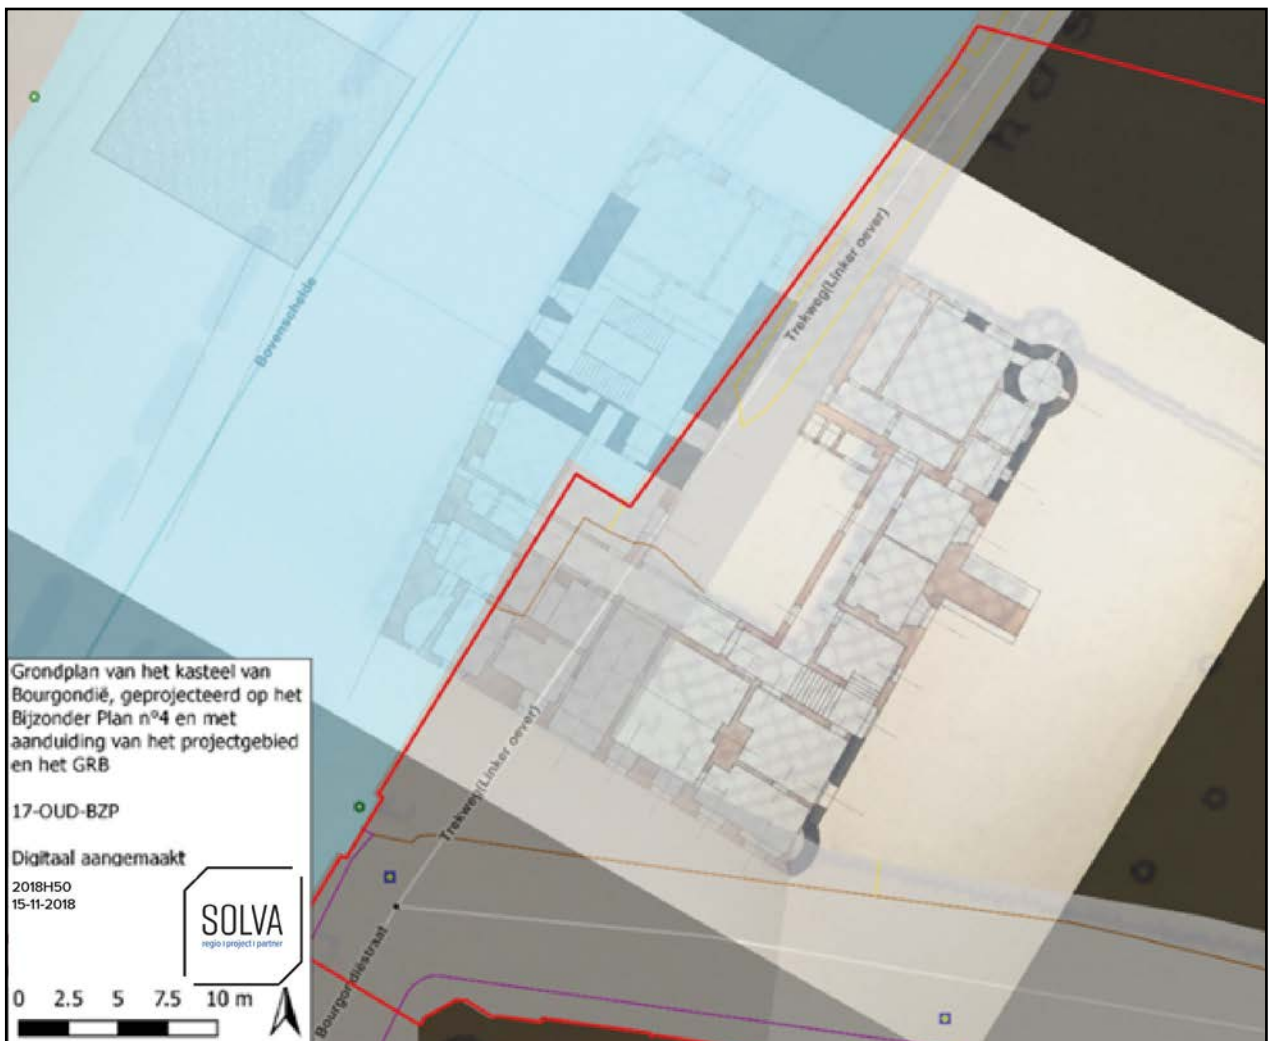 Bovenschelde
Trekweg(Linker oever)
Trekweg(Linker oever)
Bourgondiëstraat
Grondplan van het kasteel van
Bourgondië, geprojecteerd op het
Bijzonder Plan nº4 en met
aanduiding van het projectgebied
en het GRB
17-OUD-BZP
Digitaal aangemaakt
2018H50
15-11-2018
SOLVA
regio I project I partner
0 2.5 5 7.5 10 m